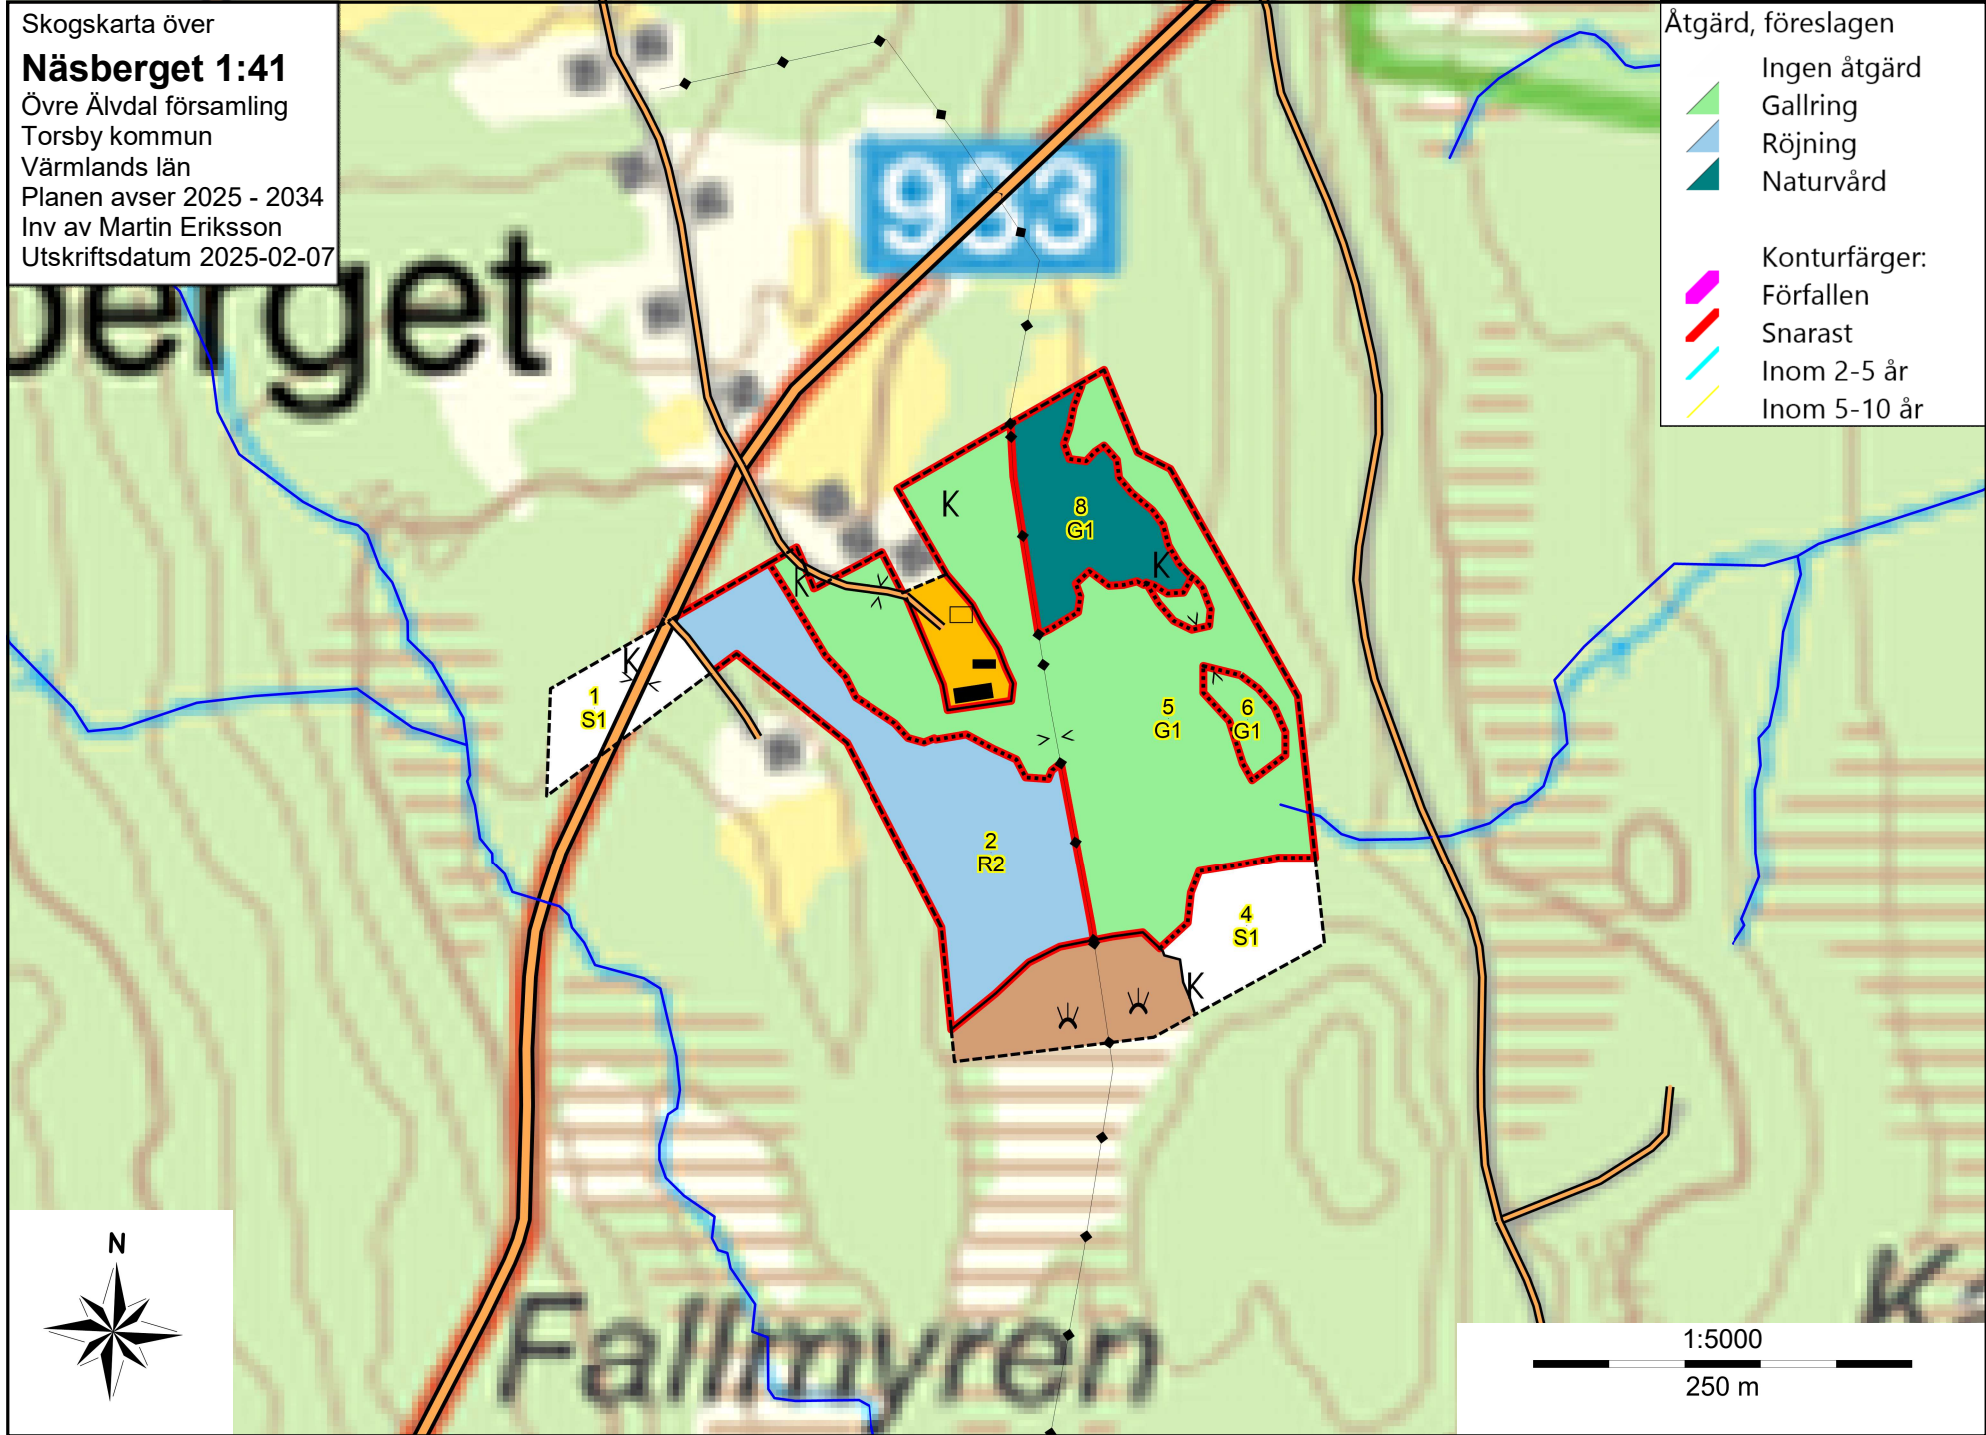 Skogskarta över
Näsberget 1:41
Övre Älvdal församling
Torsby kommun
Värmlands län
Planen avser 2025 - 2034
Inv av Martin Eriksson
Utskriftsdatum 2025-02-07
Åtgärd, föreslagen
Ingen åtgärd
Gallring
Röjning
Naturvård
Konturfärger:
Förfallen
Snarast
Inom 2-5 år
Inom 5-10 år
933
berget
K
8
G1
K
K
K
1
S1
5
G1
6
G1
2
R2
4
S1
K
N
Fallmyren
1:5000
250 m